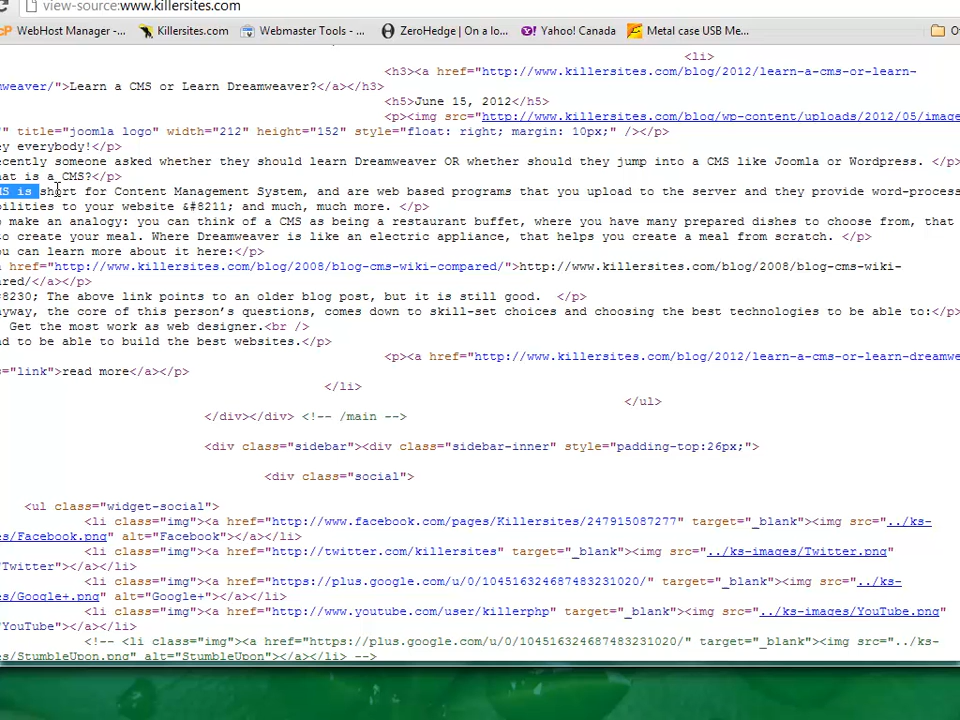 view-source:www.killersites.com
WebHost Manager -... Killersites.com Webmaster Tools - ... ZeroHedge | On a lo... Yahoo! Canada Metal case USB Me...
<li>
<h3><a href="http://www.killersites.com/blog/2012/learn-a-cms-or-learn-
mweaver/">Learn a CMS or Learn Dreamweaver?</a></h3>
<h5>June 15, 2012</h5>
<p><img src="http://www.killersites.com/blog/wp-content/uploads/2012/05/image
" title="joomla logo" width="212" height="152" style="float: right; margin: 10px;" /></p>
y everybody!</p>
ecently someone asked whether they should learn Dreamweaver OR whether should they jump into a CMS like Joomla or Wordpress. </p>
hat is a CMS?</p>
MS is short for Content Management System, and are web based programs that you upload to the server and they provide word-process
bilities to your website &#8211; and much, much more. </p>
o make an analogy: you can think of a CMS as being a restaurant buffet, where you have many prepared dishes to choose from, that
to create your meal. Where Dreamweaver is like an electric appliance, that helps you create a meal from scratch. </p>
ou can learn more about it here:</p>
a href="http://www.killersites.com/blog/2008/blog-cms-wiki-compared/">http://www.killersites.com/blog/2008/blog-cms-wiki-
ared/</a></p>
#8230; The above link points to an older blog post, but it is still good. </p>
nyway, the core of this person's questions, comes down to skill-set choices and choosing the best technologies to be able to:</p>
Get the most work as web designer.<br />
nd to be able to build the best websites.</p>
<p><a href="http://www.killersites.com/blog/2012/learn-a-cms-or-learn-dreamwe
s="link">read more</a></p>
</li>
</ul>
</div></div> <!-- /main -->
<div class="sidebar"><div class="sidebar-inner" style="padding-top:26px;">
<div class="social">
<ul class="widget-social">
<li class="img"><a href="http://www.facebook.com/pages/Killersites/247915087277" target="_blank"><img src="../ks-
es/Facebook.png" alt="Facebook"></a></li>
<li class="img"><a href="http://twitter.com/killersites" target="_blank"><img src="../ks-images/Twitter.png"
"Twitter"></a></li>
<li class="img"><a href="https://plus.google.com/u/0/104516324687483231020/" target="_blank"><img src="../ks-
es/Google+.png" alt="Google+"></a></li>
<li class="img"><a href="http://www.youtube.com/user/killerphp" target="_blank"><img src="../ks-images/YouTube.png"
"YouTube"></a></li>
<!-- <li class="img"><a href="https://plus.google.com/u/0/104516324687483231020/" target="_blank"><img src="../ks-
es/StumbleUpon.png" alt="StumbleUpon"></a></li> -->